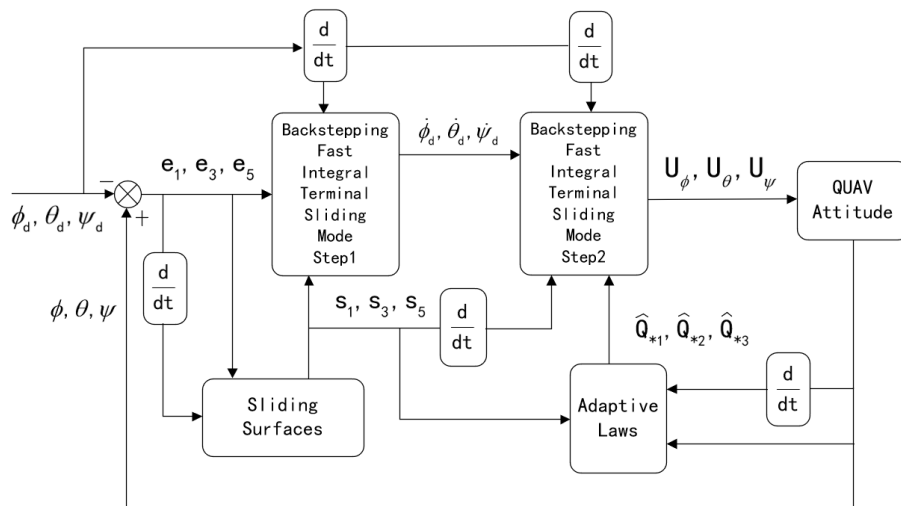 d
dt
d
dt
Backstepping
Fast
Integral
Terminal
Sliding
Mode
Step1
ϕ̇d, θ̇d, ψ̇d
Backstepping
Fast
Integral
Terminal
Sliding
Mode
Step2
e1, e3, e5
Uϕ, Uθ, Uψ
QUAV
Attitude
−
+
ϕd, θd, ψd
d
dt
ϕ, θ, ψ
s1, s3, s5
d
dt
Q̂*1, Q̂*2, Q̂*3
Sliding
Surfaces
Adaptive
Laws
d
dt